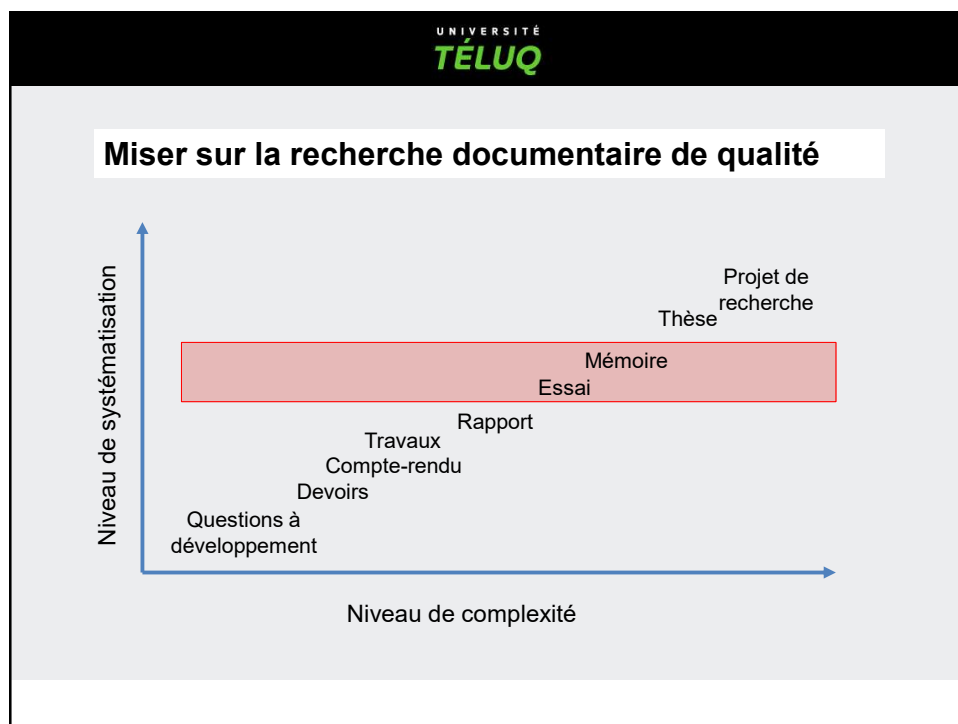 UNIVERSITÉ
TÉLUQ
Miser sur la recherche documentaire de qualité
Niveau de systématisation
Projet de
recherche
Thèse
Mémoire
Essai
Rapport
Travaux
Compte-rendu
Devoirs
Questions à
développement
Niveau de complexité